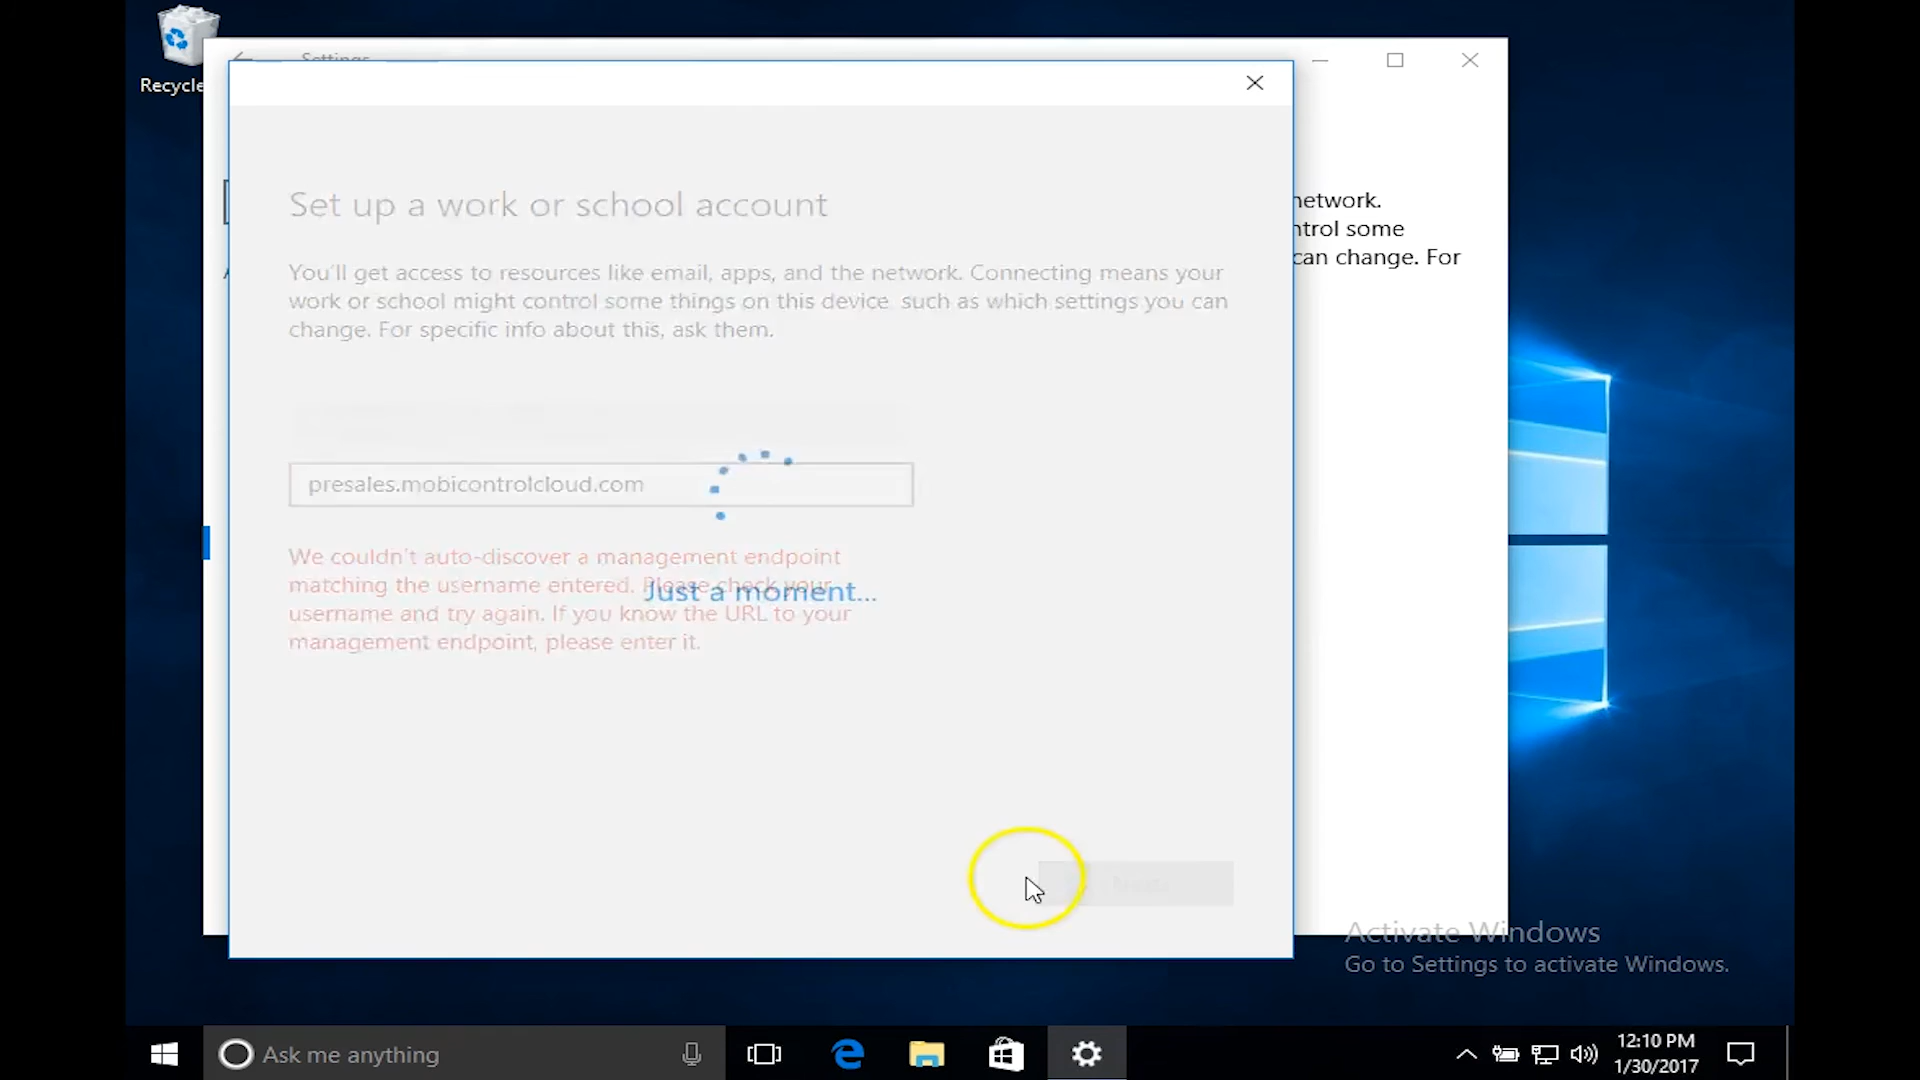 Recycle
Settings
Set up a work or school account
You'll get access to resources like email, apps, and the network. Connecting means your
work or school might control some things on this device, such as which settings you can
change. For specific info about this, ask them.
network.
ntrol some
can change. For
presales.mobicontrolcloud.com
We couldn't auto-discover a management endpoint
matching the username entered. Please check your
username and try again. If you know the URL to your
management endpoint, please enter it.
Just a moment...
Activate Windows
Go to Settings to activate Windows.
Ask me anything
12:10 PM
1/30/2017